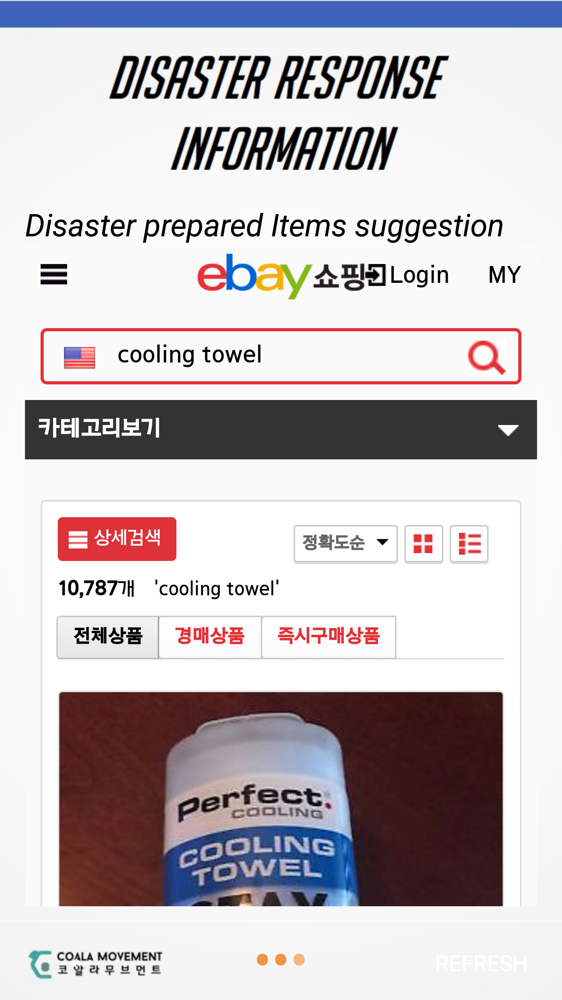 DISASTER RESPONSE
INFORMATION
Disaster prepared Items suggestion
ebay 쇼핑 Login MY
cooling towel
카테고리보기
상세검색 정확도순
10,787개 'cooling towel'
전체상품 경매상품 즉시구매상품
Perfect.
COOLING
COOLING
TOWEL
STAY
COALA MOVEMENT
코알라무브먼트
REFRESH